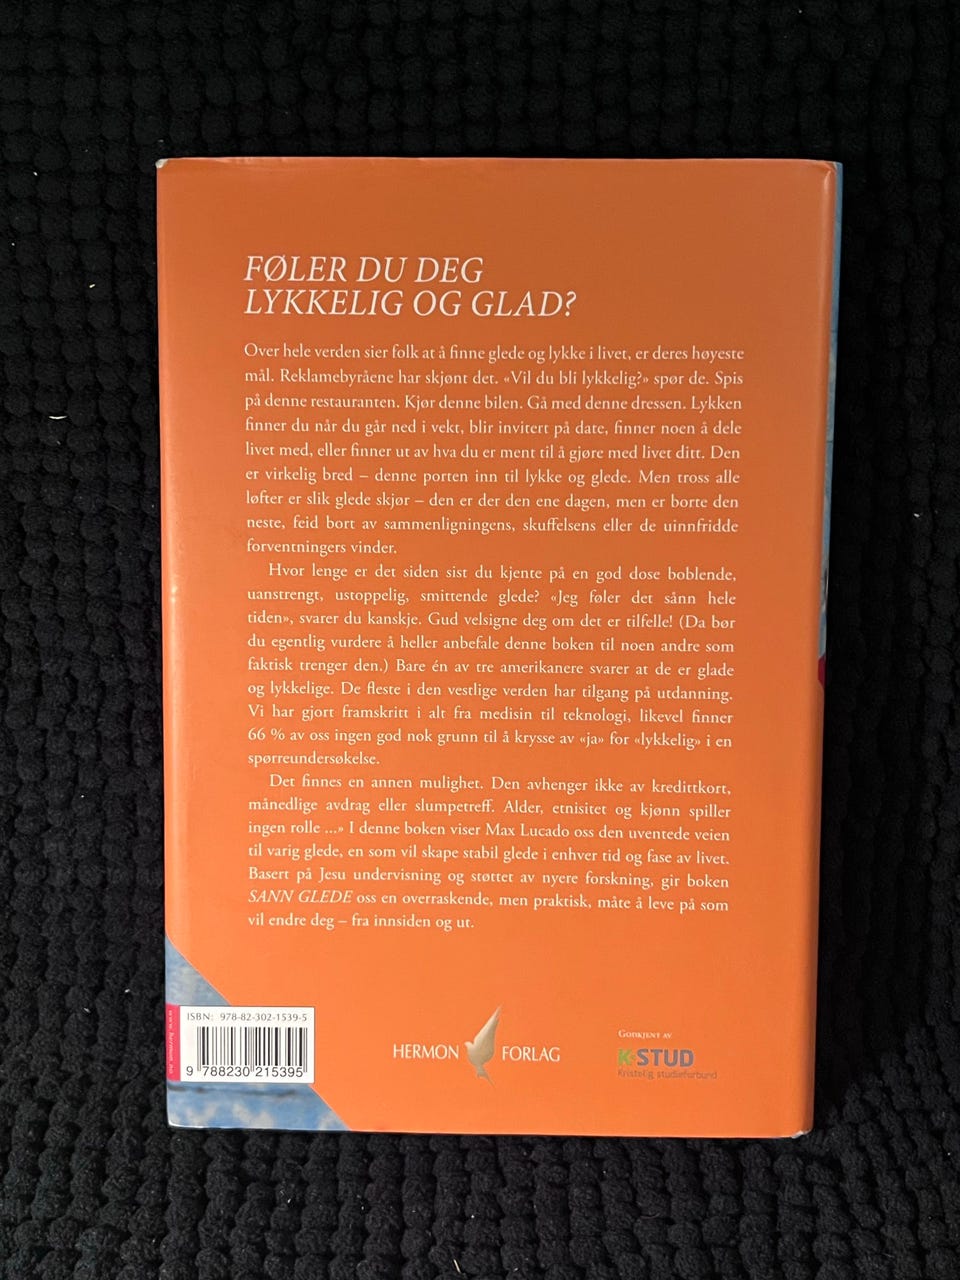 FØLER DU DEG
LYKKELIG OG GLAD?
Over hele verden sier folk at å finne glede og lykke i livet, er deres høyeste
mål. Reklamebyråene har skjønt det. «Vil du bli lykkelig?» spør de. Spis
på denne restauranten. Kjør denne bilen. Gå med denne dressen. Lykken
finner du når du går ned i vekt, blir invitert på date, finner noen å dele
livet med, eller finner ut av hva du er ment til å gjøre med livet ditt. Den
er virkelig bred – denne porten inn til lykke og glede. Men tross alle
løfter er slik glede skjør – den er der den ene dagen, men er borte den
neste, feid bort av sammenligningens, skuffelsens eller de uinnfridde
forventningers vinder.
Hvor lenge er det siden sist du kjente på en god dose boblende,
uanstrengt, ustoppelig, smittende glede? «Jeg føler det sånn hele
tiden», svarer du kanskje. Gud velsigne deg om det er tilfelle! (Da bør
du egentlig vurdere å heller anbefale denne boken til noen andre som
faktisk trenger den.) Bare én av tre amerikanere svarer at de er glade
og lykkelige. De fleste i den vestlige verden har tilgang på utdanning.
Vi har gjort framskritt i alt fra medisin til teknologi, likevel finner
66 % av oss ingen god nok grunn til å krysse av «ja» for «lykkelig» i en
spørreundersøkelse.
Det finnes en annen mulighet. Den avhenger ikke av kredittkort,
månedlige avdrag eller slumpetreff. Alder, etnisitet og kjønn spiller
ingen rolle ...» I denne boken viser Max Lucado oss den uventede veien
til varig glede, en som vil skape stabil glede i enhver tid og fase av livet.
Basert på Jesu undervisning og støttet av nyere forskning, gir boken
SANN GLEDE oss en overraskende, men praktisk, måte å leve på som
vil endre deg – fra innsiden og ut.
www.hermon.no
ISBN: 978-82-302-1539-5
9 788230 215395
HERMON FORLAG
GODKJENT AV
K-STUD
Kristelig studieforbund